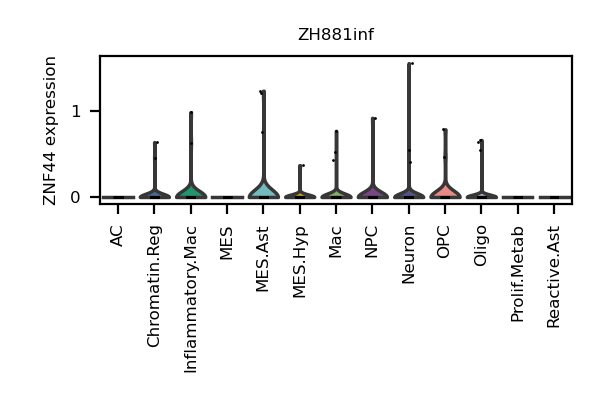 ZH881inf
ZNF44 expression
1
0
AC
Chromatin.Reg
Inflammatory.Mac
MES
MES.Ast
MES.Hyp
Mac
NPC
Neuron
OPC
Oligo
Prolif.Metab
Reactive.Ast